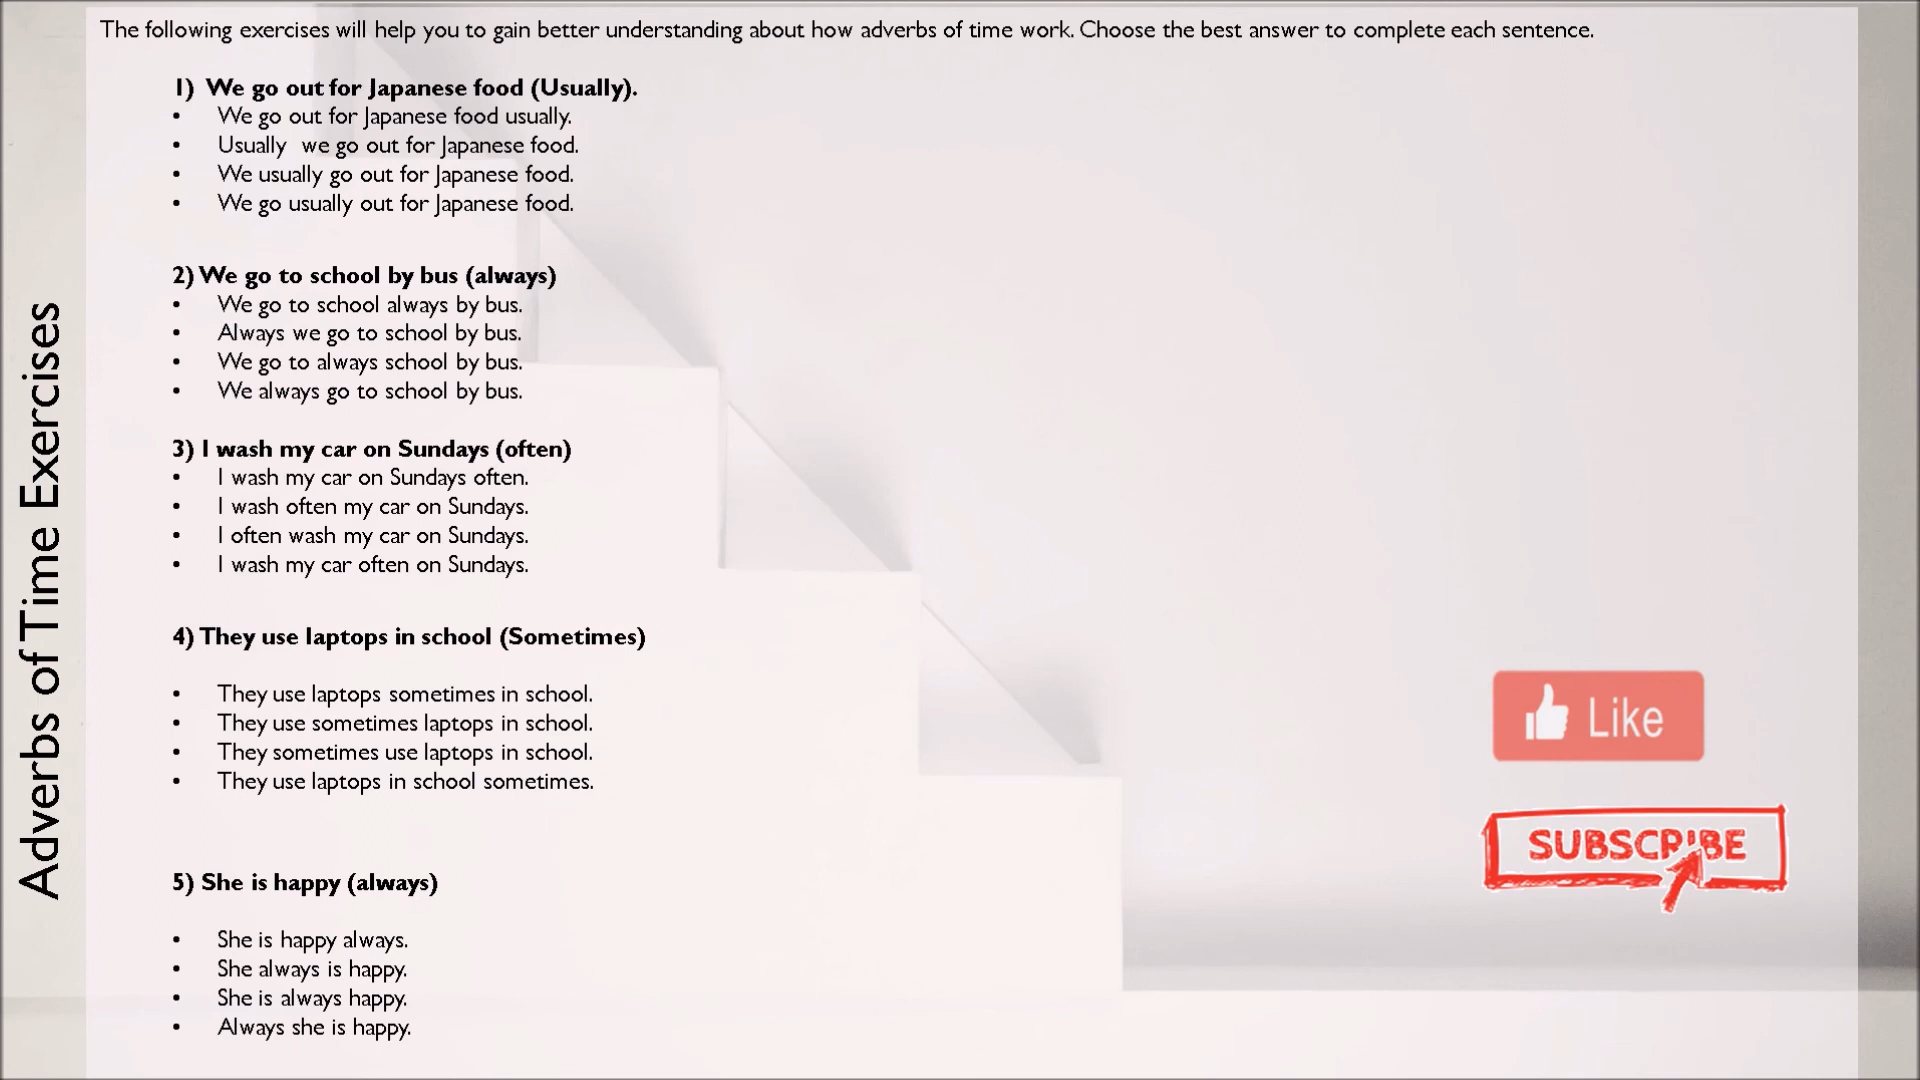 The following exercises will help you to gain better understanding about how adverbs of time work. Choose the best answer to complete each sentence.
1) We go out for Japanese food (Usually).
• We go out for Japanese food usually.
• Usually we go out for Japanese food.
• We usually go out for Japanese food.
• We go usually out for Japanese food.
2) We go to school by bus (always)
• We go to school always by bus.
• Always we go to school by bus.
• We go to always school by bus.
• We always go to school by bus.
3) I wash my car on Sundays (often)
• I wash my car on Sundays often.
• I wash often my car on Sundays.
• I often wash my car on Sundays.
• I wash my car often on Sundays.
4) They use laptops in school (Sometimes)
• They use laptops sometimes in school.
• They use sometimes laptops in school.
• They sometimes use laptops in school.
• They use laptops in school sometimes.
5) She is happy (always)
• She is happy always.
• She always is happy.
• She is always happy.
• Always she is happy.
Adverbs of Time Exercises
Like
SUBSCRIBE